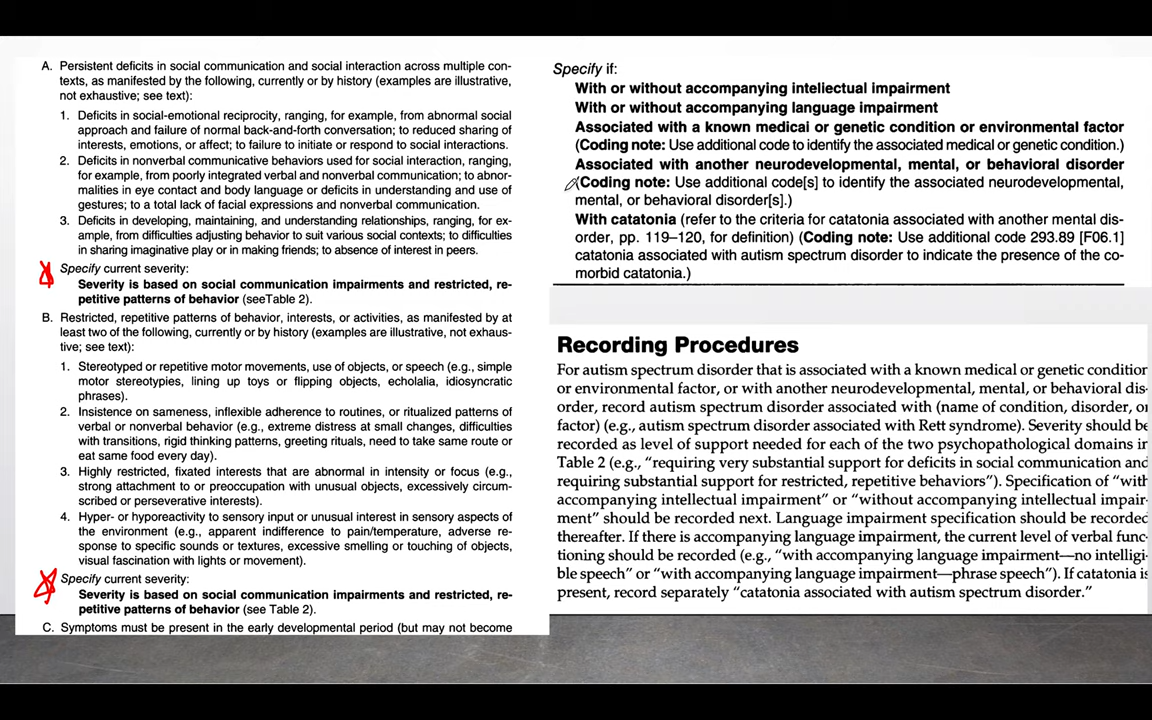 A. Persistent deficits in social communication and social interaction across multiple con-
texts, as manifested by the following, currently or by history (examples are illustrative,
not exhaustive; see text):
1. Deficits in social-emotional reciprocity, ranging, for example, from abnormal social
approach and failure of normal back-and-forth conversation; to reduced sharing of
interests, emotions, or affect; to failure to initiate or respond to social interactions.
2. Deficits in nonverbal communicative behaviors used for social interaction, ranging,
for example, from poorly integrated verbal and nonverbal communication; to abnor-
malities in eye contact and body language or deficits in understanding and use of
gestures; to a total lack of facial expressions and nonverbal communication.
3. Deficits in developing, maintaining, and understanding relationships, ranging, for ex-
ample, from difficulties adjusting behavior to suit various social contexts; to difficulties
in sharing imaginative play or in making friends; to absence of interest in peers.
Specify current severity:
Severity is based on social communication impairments and restricted, re-
petitive patterns of behavior (seeTable 2).
B. Restricted, repetitive patterns of behavior, interests, or activities, as manifested by at
least two of the following, currently or by history (examples are illustrative, not exhaus-
tive; see text):
1. Stereotyped or repetitive motor movements, use of objects, or speech (e.g., simple
motor stereotypies, lining up toys or flipping objects, echolalia, idiosyncratic
phrases).
2. Insistence on sameness, inflexible adherence to routines, or ritualized patterns of
verbal or nonverbal behavior (e.g., extreme distress at small changes, difficulties
with transitions, rigid thinking patterns, greeting rituals, need to take same route or
eat same food every day).
3. Highly restricted, fixated interests that are abnormal in intensity or focus (e.g.,
strong attachment to or preoccupation with unusual objects, excessively circum-
scribed or perseverative interests).
4. Hyper- or hyporeactivity to sensory input or unusual interest in sensory aspects of
the environment (e.g., apparent indifference to pain/temperature, adverse re-
sponse to specific sounds or textures, excessive smelling or touching of objects,
visual fascination with lights or movement).
Specify current severity:
Severity is based on social communication impairments and restricted, re-
petitive patterns of behavior (see Table 2).
C. Symptoms must be present in the early developmental period (but may not become
Specify if:
With or without accompanying intellectual impairment
With or without accompanying language impairment
Associated with a known medical or genetic condition or environmental factor
(Coding note: Use additional code to identify the associated medical or genetic condition.)
Associated with another neurodevelopmental, mental, or behavioral disorder
(Coding note: Use additional code[s] to identify the associated neurodevelopmental,
mental, or behavioral disorder[s].)
With catatonia (refer to the criteria for catatonia associated with another mental dis-
order, pp. 119–120, for definition) (Coding note: Use additional code 293.89 [F06.1]
catatonia associated with autism spectrum disorder to indicate the presence of the co-
morbid catatonia.)
Recording Procedures
For autism spectrum disorder that is associated with a known medical or genetic condition
or environmental factor, or with another neurodevelopmental, mental, or behavioral dis-
order, record autism spectrum disorder associated with (name of condition, disorder, or
factor) (e.g., autism spectrum disorder associated with Rett syndrome). Severity should be
recorded as level of support needed for each of the two psychopathological domains in
Table 2 (e.g., “requiring very substantial support for deficits in social communication and
requiring substantial support for restricted, repetitive behaviors”). Specification of “with
accompanying intellectual impairment” or “without accompanying intellectual impair-
ment” should be recorded next. Language impairment specification should be recorded
thereafter. If there is accompanying language impairment, the current level of verbal func-
tioning should be recorded (e.g., “with accompanying language impairment—no intelligi-
ble speech” or “with accompanying language impairment—phrase speech”). If catatonia is
present, record separately “catatonia associated with autism spectrum disorder.”